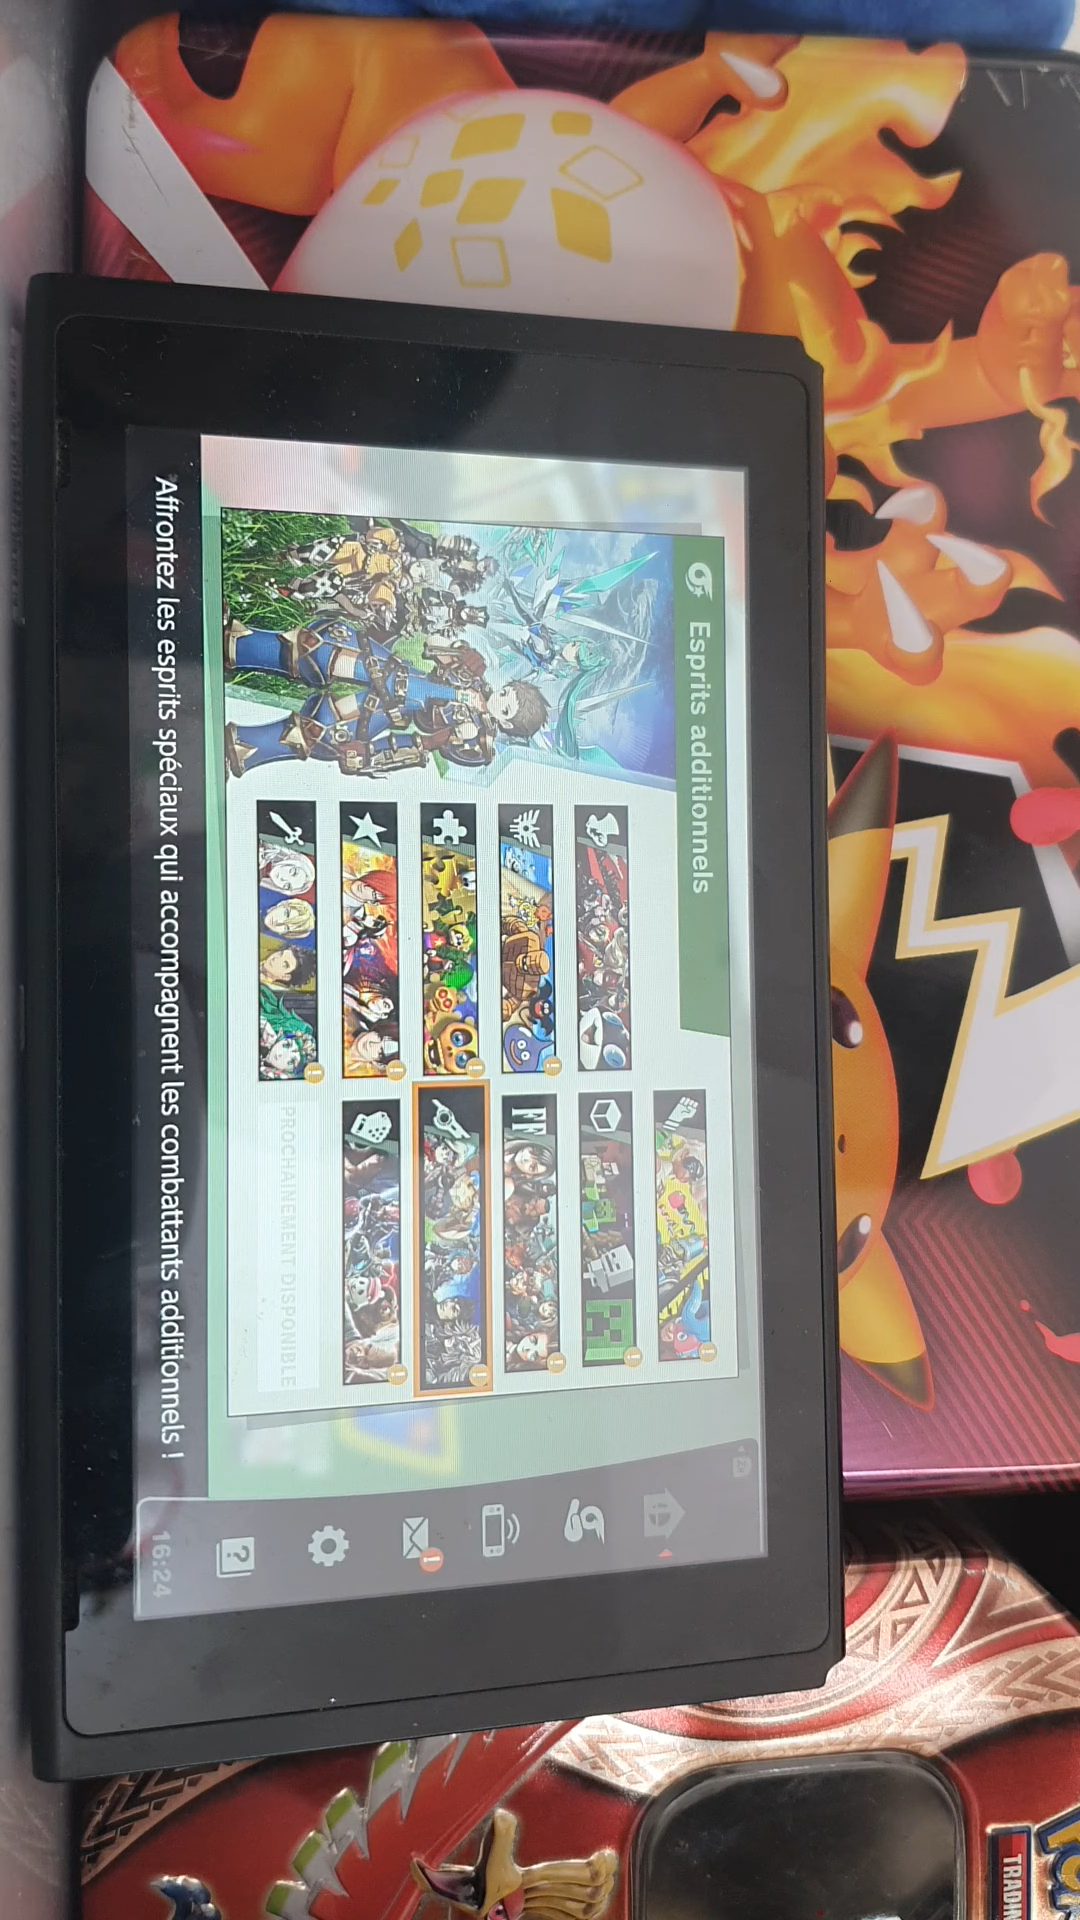 Esprits additionnels
FF
PROCHAINEMENT DISPONIBLE
Affrontez les esprits spéciaux qui accompagnent les combattants additionnels !
16:24
?